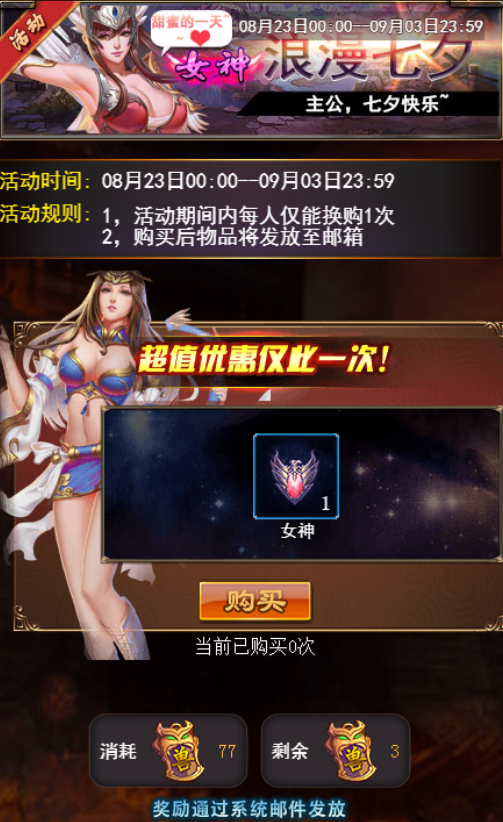 活动
甜蜜的一天~
08月23日00:00--09月03日23:59
女神 浪漫七夕
主公，七夕快乐~
活动时间: 08月23日00:00--09月03日23:59
活动规则: 1, 活动期间内每人仅能换购1次
2, 购买后物品将发放至邮箱
超值优惠仅此一次!
1
女神
购买
当前已购买0次
消耗 兽 77 剩余 兽 3
奖励通过系统邮件发放